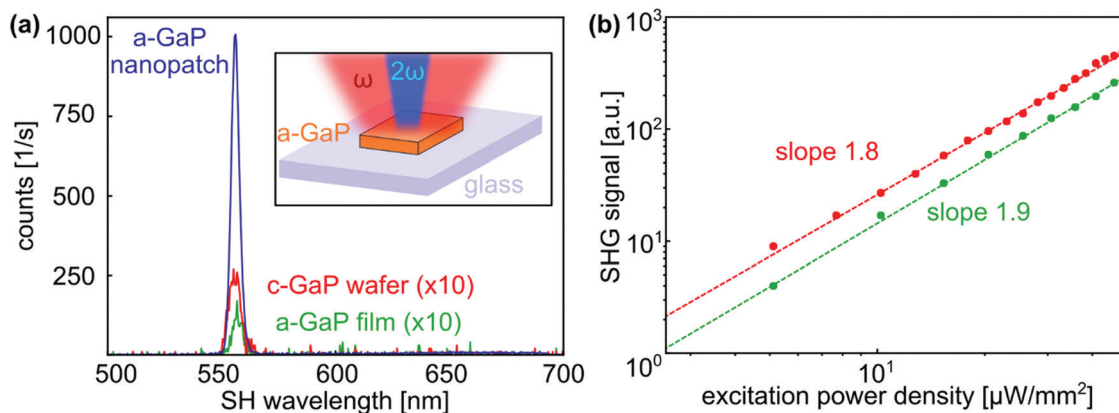 (a)
1000
750
500
250
counts [1/s]
a-GaP
nanopatch
ω
2ω
a-GaP
glass
c-GaP wafer (x10)
a-GaP film (x10)
500
550
600
650
700
SH wavelength [nm]
(b)
10³
10²
10¹
10⁰
SHG signal [a.u.]
slope 1.8
slope 1.9
10¹
excitation power density [µW/mm²]